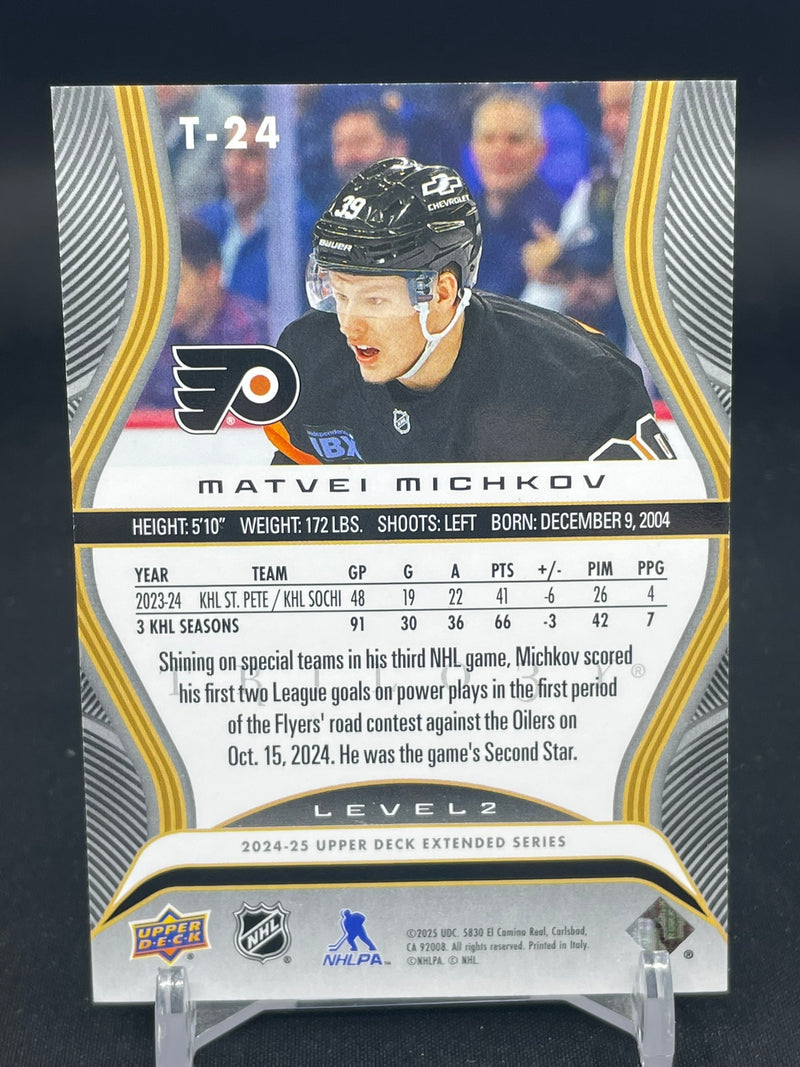 T-24
39
CHEVROLET
BAUER
NHL
Independence
IBX
®
MATVEI MICHKOV
HEIGHT: 5'10" WEIGHT: 172 LBS. SHOOTS: LEFT BORN: DECEMBER 9, 2004
YEAR TEAM GP G A PTS +/- PIM PPG
2023-24 KHL ST. PETE / KHL SOCHI 48 19 22 41 -6 26 4
3 KHL SEASONS 91 30 36 66 -3 42 7
Shining on special teams in his third NHL game, Michkov scored
TRILOGY®
his first two League goals on power plays in the first period
of the Flyers' road contest against the Oilers on
Oct. 15, 2024. He was the game's Second Star.
LEVEL 2
2024-25 UPPER DECK EXTENDED SERIES
UPPER DECK®
NHL®
NHLPA™
©2025 UDC. 5830 El Camino Real, Carlsbad,
CA 92008. All rights reserved. Printed in Italy.
©NHLPA. © NHL.
®